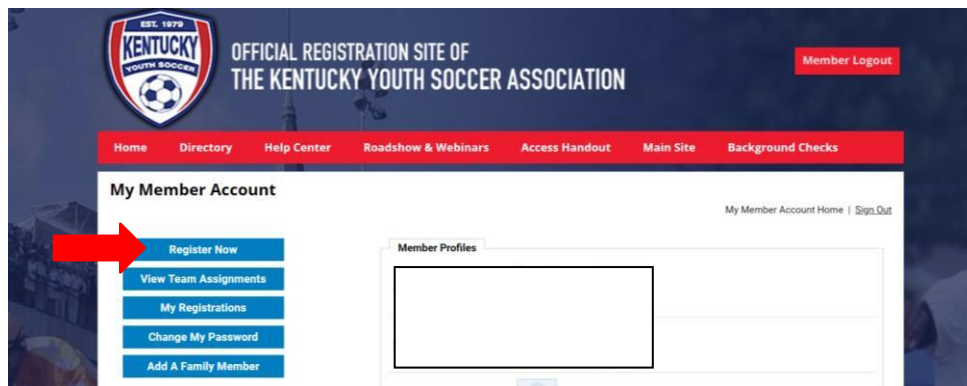 EST. 1979
KENTUCKY
YOUTH SOCCER
OFFICIAL REGISTRATION SITE OF
THE KENTUCKY YOUTH SOCCER ASSOCIATION
Member Logout
Home Directory Help Center Roadshow & Webinars Access Handout Main Site Background Checks
My Member Account
My Member Account Home | Sign Out
Register Now
Member Profiles
View Team Assignments
My Registrations
Change My Password
Add A Family Member